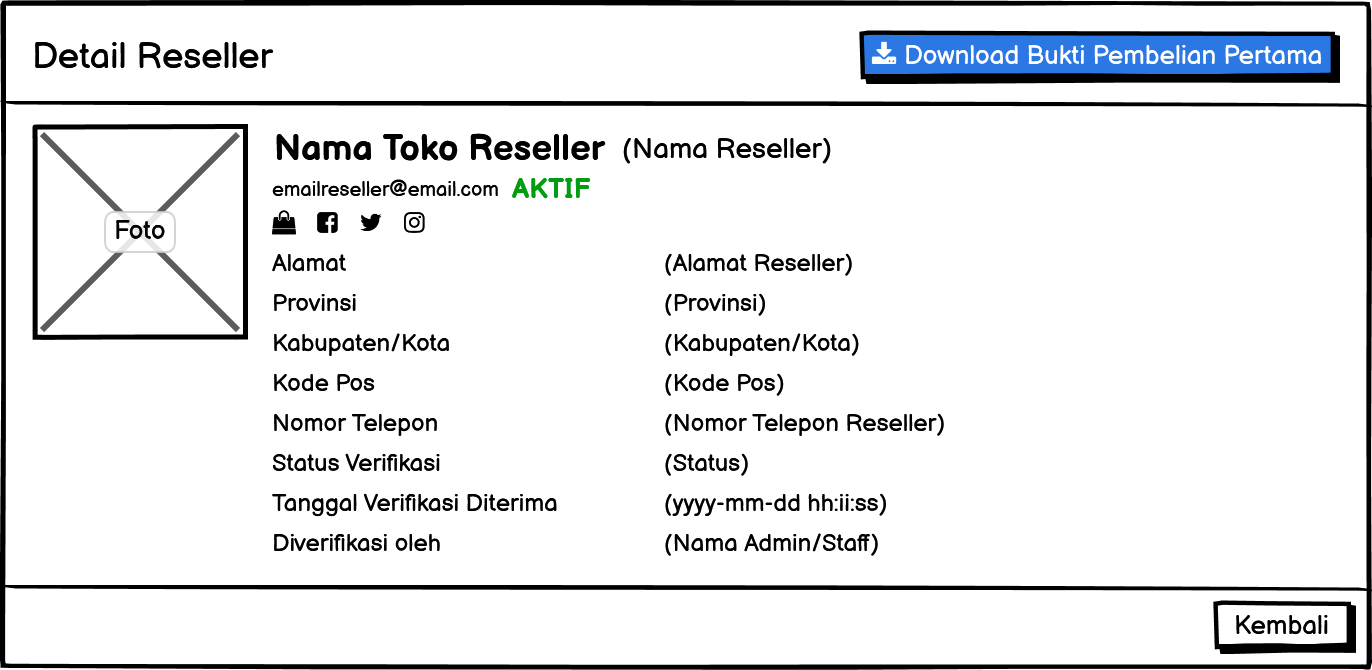 Detail Reseller
Download Bukti Pembelian Pertama
Foto
Nama Toko Reseller (Nama Reseller)
emailreseller@email.com AKTIF
Alamat (Alamat Reseller)
Provinsi (Provinsi)
Kabupaten/Kota (Kabupaten/Kota)
Kode Pos (Kode Pos)
Nomor Telepon (Nomor Telepon Reseller)
Status Verifikasi (Status)
Tanggal Verifikasi Diterima (yyyy-mm-dd hh:ii:ss)
Diverifikasi oleh (Nama Admin/Staff)
Kembali